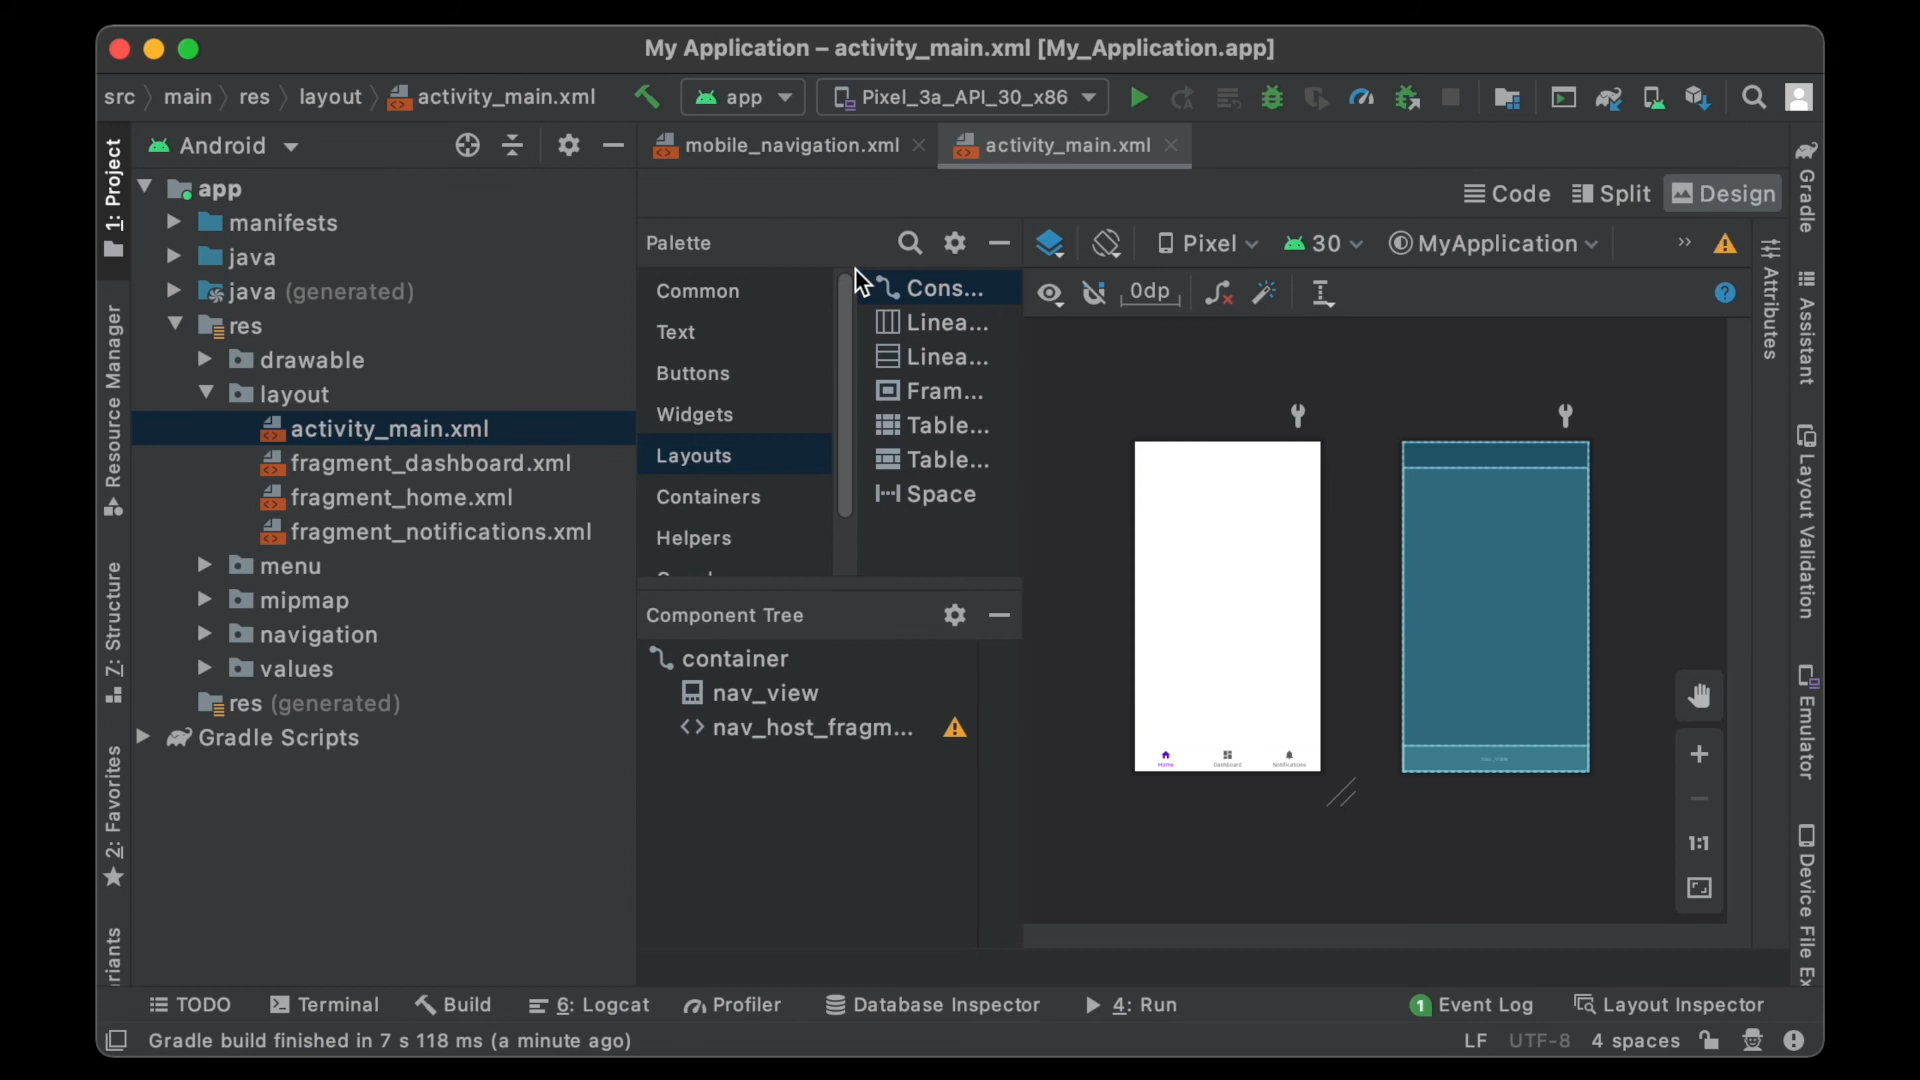 My Application – activity_main.xml [My_Application.app]
src main res layout activity_main.xml app Pixel_3a_API_30_x86
Android
mobile_navigation.xml activity_main.xml
1: Project
Resource Manager
Z: Structure
2: Favorites
riants
app
manifests
java
java (generated)
res
drawable
layout
activity_main.xml
fragment_dashboard.xml
fragment_home.xml
fragment_notifications.xml
menu
mipmap
navigation
values
res (generated)
Gradle Scripts
Code Split Design
Palette
Common
Text
Buttons
Widgets
Layouts
Containers
Helpers
Cons...
Linea...
Linea...
Fram...
Table...
Table...
Space
Component Tree
container
nav_view
nav_host_fragm...
Pixel 30 MyApplication
0dp
Home Dashboard Notifications
nav_view
1:1
Attributes
Gradle
Assistant
Layout Validation
Emulator
Device File Ex
TODO Terminal Build 6: Logcat Profiler Database Inspector 4: Run 1 Event Log Layout Inspector
Gradle build finished in 7 s 118 ms (a minute ago) LF UTF-8 4 spaces